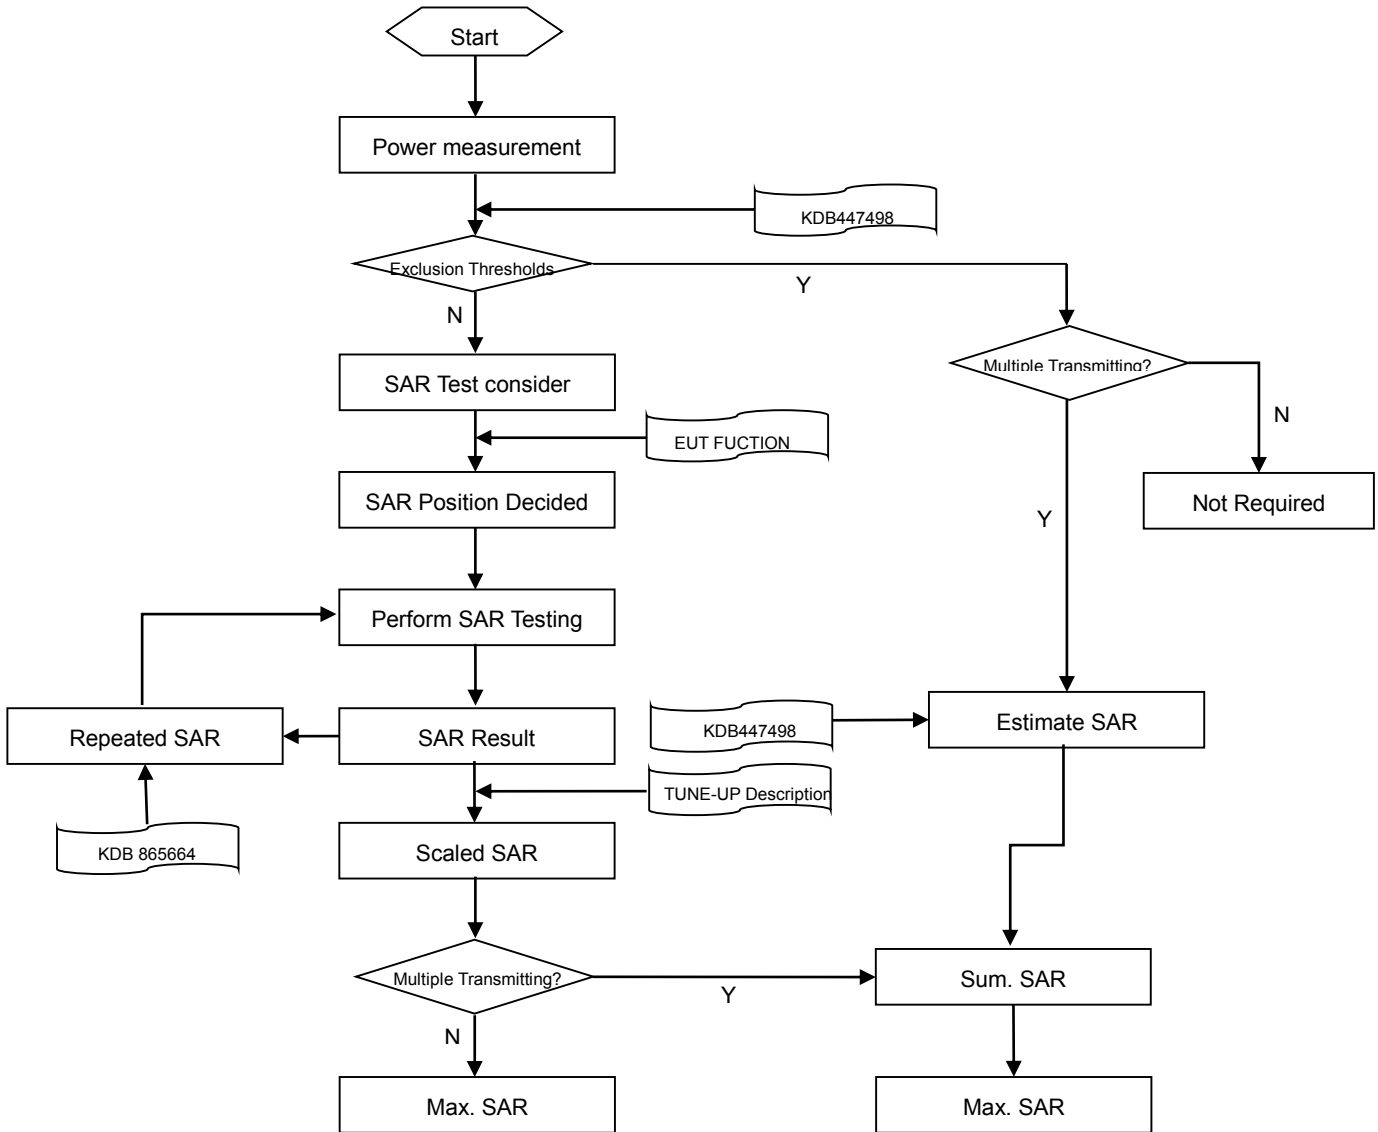 Start
Power measurement
KDB447498
Exclusion Thresholds
Y
N
Multiple Transmitting?
SAR Test consider
N
EUT FUCTION
SAR Position Decided
Not Required
Y
Perform SAR Testing
Repeated SAR
SAR Result
KDB447498
Estimate SAR
TUNE-UP Description
KDB 865664
Scaled SAR
Multiple Transmitting?
Y
Sum. SAR
N
Max. SAR
Max. SAR